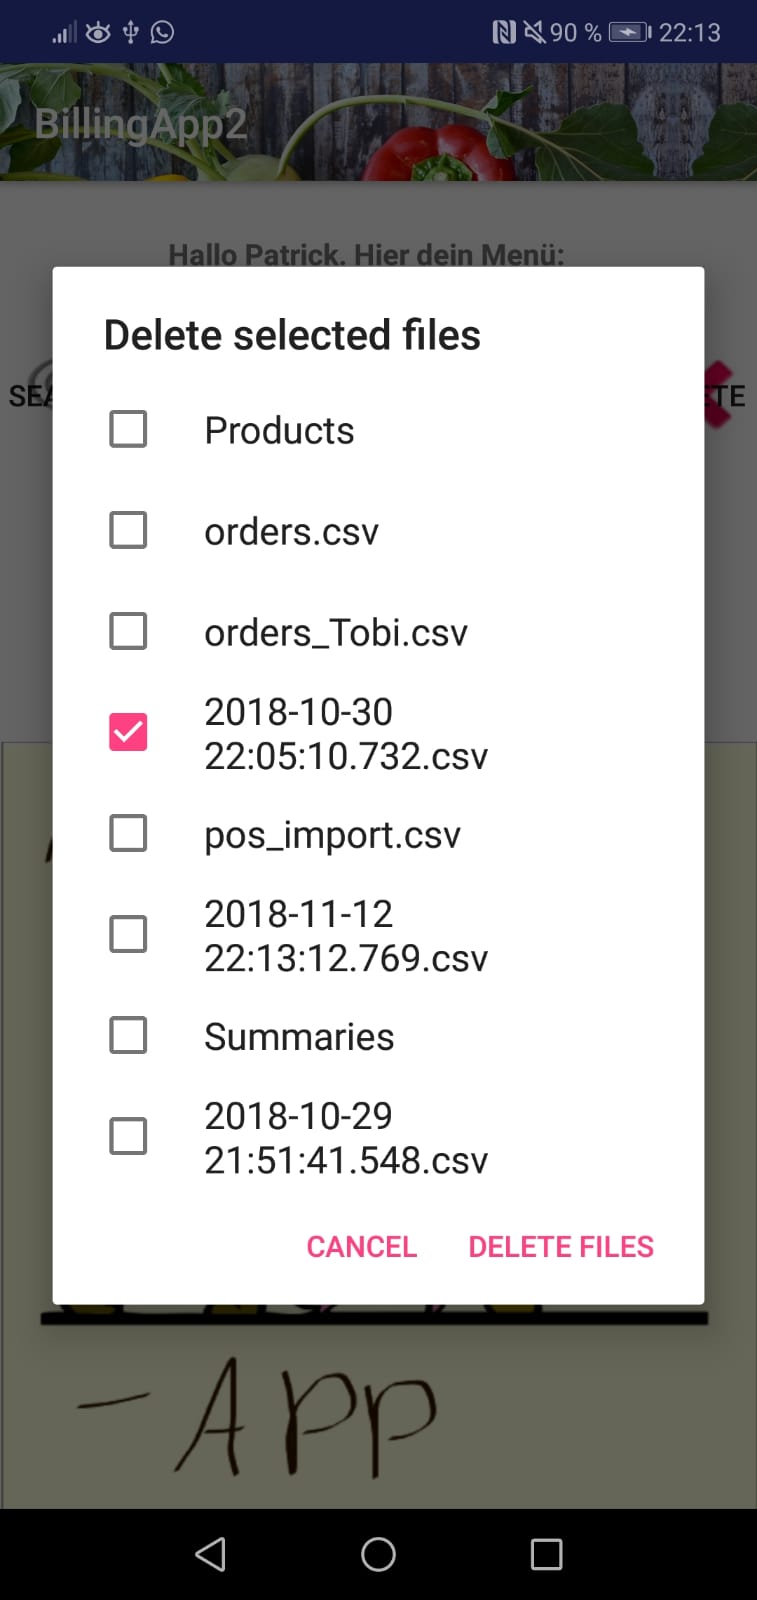 90 % 22:13
BillingApp2
Hallo Patrick. Hier dein Menü:
Delete selected files
Products
orders.csv
orders_Tobi.csv
2018-10-30
22:05:10.732.csv
pos_import.csv
2018-11-12
22:13:12.769.csv
Summaries
2018-10-29
21:51:41.548.csv
CANCEL DELETE FILES
- APP